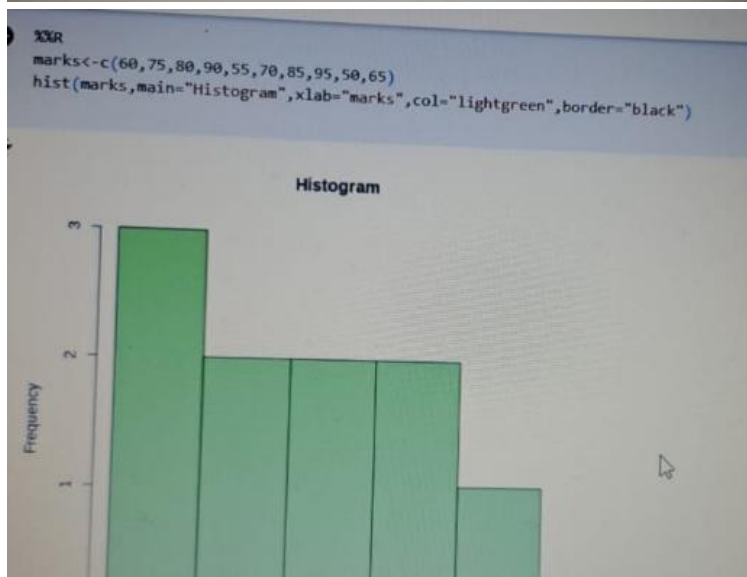 %%R
marks<-c(60,75,80,90,55,70,85,95,50,65)
hist(marks,main="Histogram",xlab="marks",col="lightgreen",border="black")
Histogram
3
2
1
Frequency